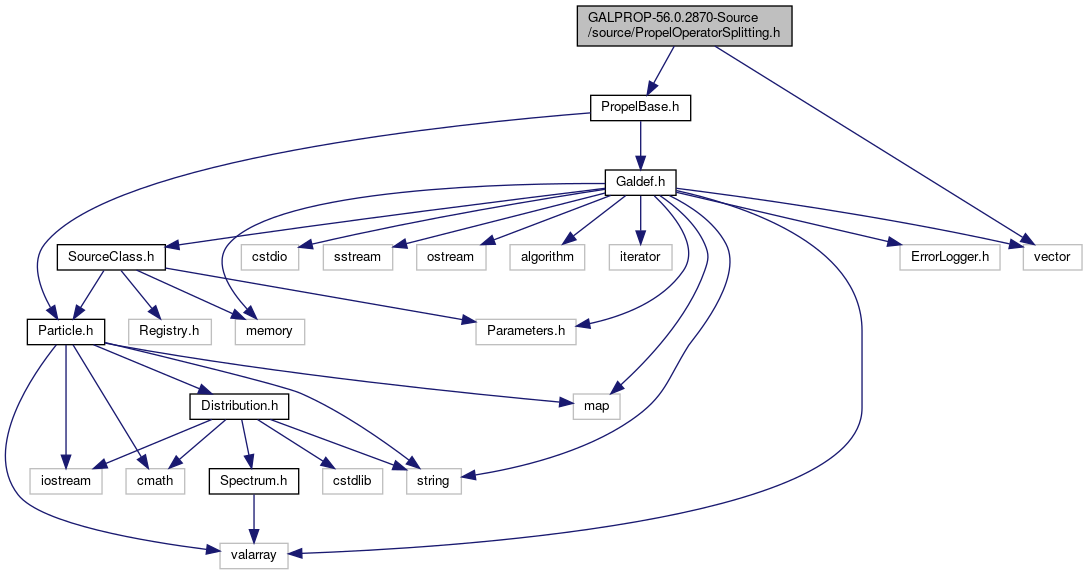 GALPROP-56.0.2870-Source
/source/PropelOperatorSplitting.h
PropelBase.h
Galdef.h
SourceClass.h
cstdio
sstream
ostream
algorithm
iterator
ErrorLogger.h
vector
Particle.h
Registry.h
memory
Parameters.h
Distribution.h
map
iostream
cmath
Spectrum.h
cstdlib
string
valarray